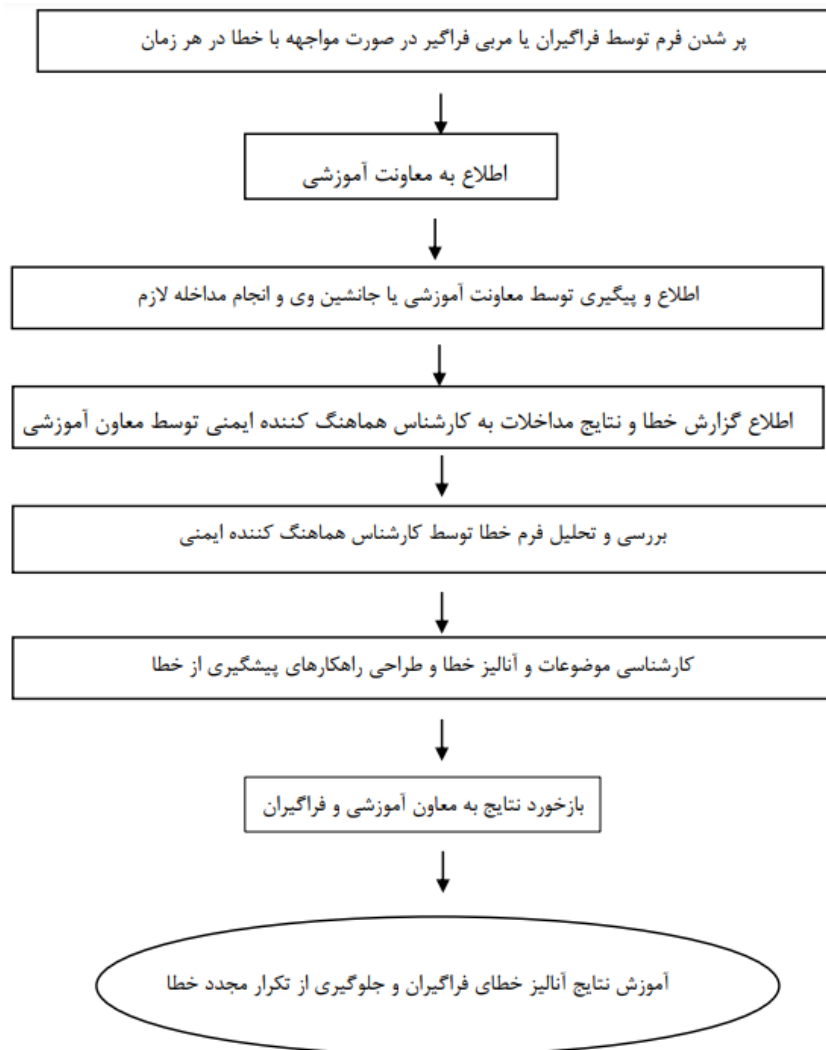 پر شدن فرم توسط فراگیران یا مربی فراگیر در صورت مواجهه با خطا در هر زمان
اطلاع به معاونت آموزشی
اطلاع و پیگیری توسط معاونت آموزشی یا جانشین وی و انجام مداخله لازم
اطلاع گزارش خطا و نتایج مداخلات به کارشناس هماهنگ کننده ایمنی توسط معاون آموزشی
بررسی و تحلیل فرم خطا توسط کارشناس هماهنگ کننده ایمنی
کارشناسی موضوعات و آنالیز خطا و طراحی راهکارهای پیشگیری از خطا
بازخورد نتایج به معاون آموزشی و فراگیران
آموزش نتایج آنالیز خطای فراگیران و جلوگیری از تکرار مجدد خطا